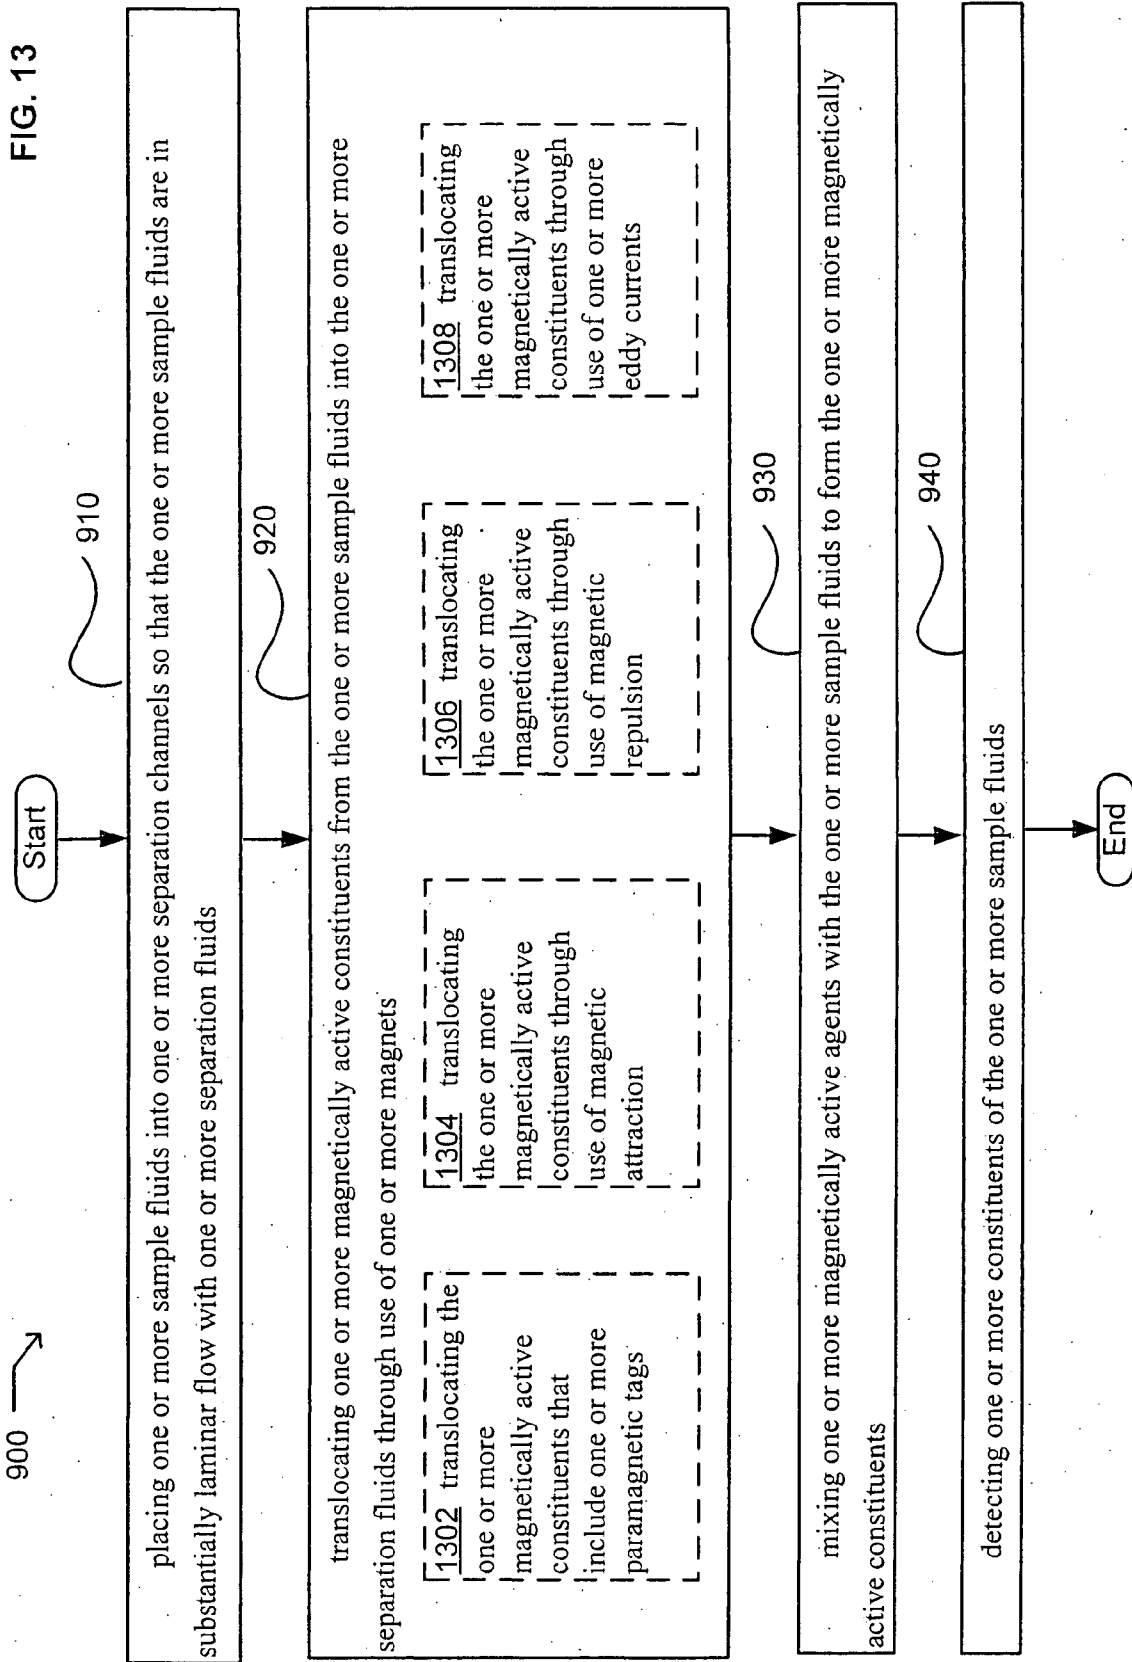 FIG. 13
900
Start
910
placing one or more sample fluids into one or more separation channels so that the one or more sample fluids are in
substantially laminar flow with one or more separation fluids
920
translocating one or more magnetically active constituents from the one or more sample fluids into the one or more
separation fluids through use of one or more magnets
1302 translocating the
one or more
magnetically active
constituents that
include one or more
paramagnetic tags
1304 translocating
the one or more
magnetically active
constituents through
use of magnetic
attraction
1306 translocating
the one or more
magnetically active
constituents through
use of magnetic
repulsion
1308 translocating
the one or more
magnetically active
constituents through
use of one or more
eddy currents
930
mixing one or more magnetically active agents with the one or more sample fluids to form the one or more magnetically
active constituents
940
detecting one or more constituents of the one or more sample fluids
End